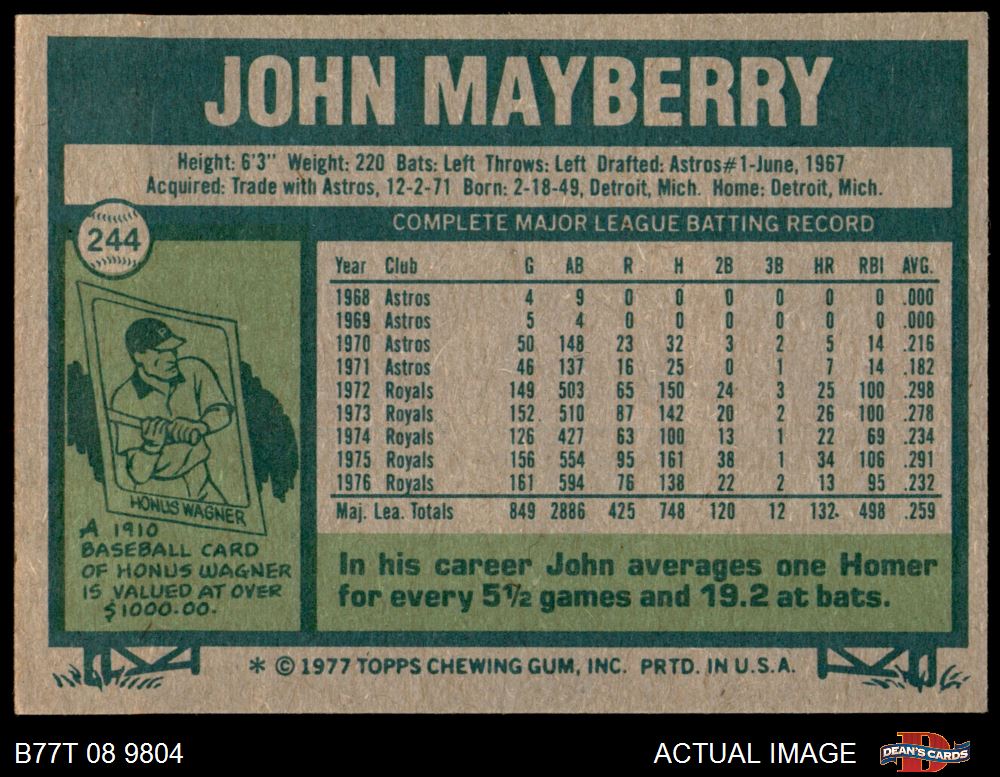 JOHN MAYBERRY
Height: 6'3" Weight: 220 Bats: Left Throws: Left Drafted: Astros #1-June, 1967
Acquired: Trade with Astros, 12-2-71 Born: 2-18-49, Detroit, Mich. Home: Detroit, Mich.
244
COMPLETE MAJOR LEAGUE BATTING RECORD
Year Club G AB R H 2B 3B HR RBI AVG.
1968 Astros 4 9 0 0 0 0 0 0 .000
1969 Astros 5 4 0 0 0 0 0 0 .000
1970 Astros 50 148 23 32 3 2 5 14 .216
1971 Astros 46 137 16 25 0 1 7 14 .182
1972 Royals 149 503 65 150 24 3 25 100 .298
1973 Royals 152 510 87 142 20 2 26 100 .278
1974 Royals 126 427 63 100 13 1 22 69 .234
1975 Royals 156 554 95 161 38 1 34 106 .291
1976 Royals 161 594 76 138 22 2 13 95 .232
Maj. Lea. Totals 849 2886 425 748 120 12 132 498 .259
HONUS WAGNER
A 1910
BASEBALL CARD
OF HONUS WAGNER
IS VALUED AT OVER
$1000.00.
In his career John averages one Homer
for every 5½ games and 19.2 at bats.
* © 1977 TOPPS CHEWING GUM, INC. PRTD. IN U.S.A.
B77T 08 9804
ACTUAL IMAGE
DEAN'S CARDS